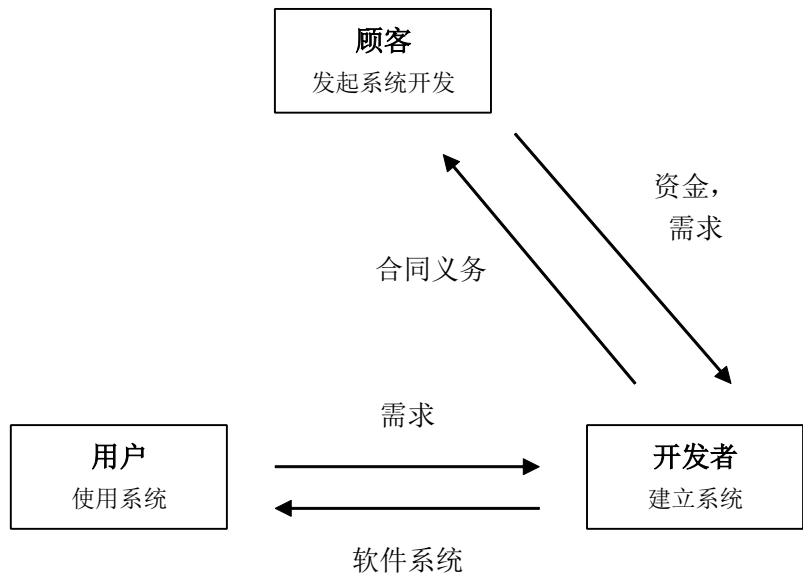 顾客
发起系统开发
资金，
需求
合同义务
需求
用户
使用系统
开发者
建立系统
软件系统